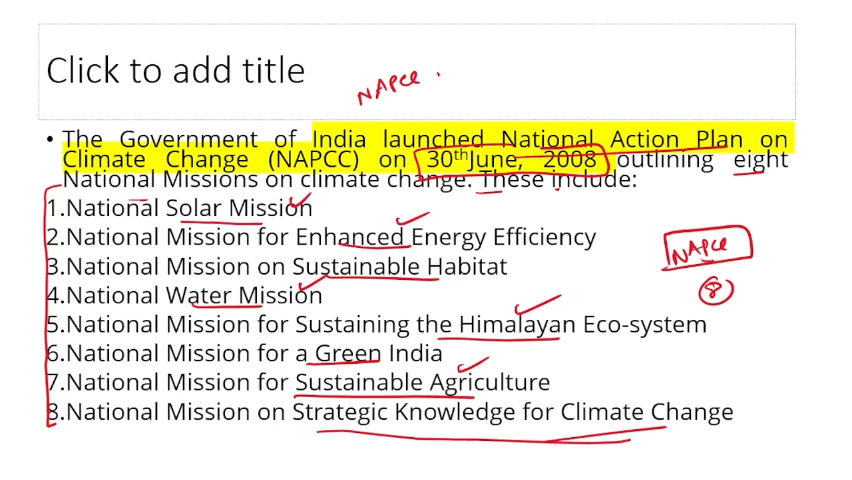 Click to add title
NAPCC
• The Government of India launched National Action Plan on
Climate Change (NAPCC) on 30thJune, 2008 outlining eight
National Missions on climate change. These include:
1.National Solar Mission
2.National Mission for Enhanced Energy Efficiency
3.National Mission on Sustainable Habitat
4.National Water Mission
5.National Mission for Sustaining the Himalayan Eco-system
6.National Mission for a Green India
7.National Mission for Sustainable Agriculture
8.National Mission on Strategic Knowledge for Climate Change
NAPCC
8